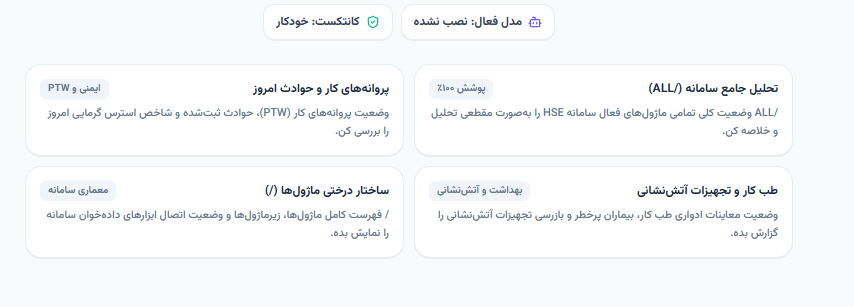 مدل فعال: نصب نشده
کانتکست: خودکار
تحلیل جامع سامانه (/ALL)
پوشش ۱۰۰٪
/ALL وضعیت کلی تمامی ماژول‌های فعال سامانه HSE را به‌صورت مقطعی تحلیل
و خلاصه کن.
پروانه‌های کار و حوادث امروز
ایمنی و PTW
وضعیت پروانه‌های کار (PTW)، حوادث ثبت‌شده و شاخص استرس گرمایی امروز
را بررسی کن.
طب کار و تجهیزات آتش‌نشانی
بهداشت و آتش‌نشانی
وضعیت معاینات ادواری طب کار، بیماران پرخطر و بازرسی تجهیزات آتش‌نشانی را
گزارش بده.
ساختار درختی ماژول‌ها (/)
معماری سامانه
/ فهرست کامل ماژول‌ها، زیرماژول‌ها و وضعیت اتصال ابزارهای داده‌خوان سامانه
را نمایش بده.